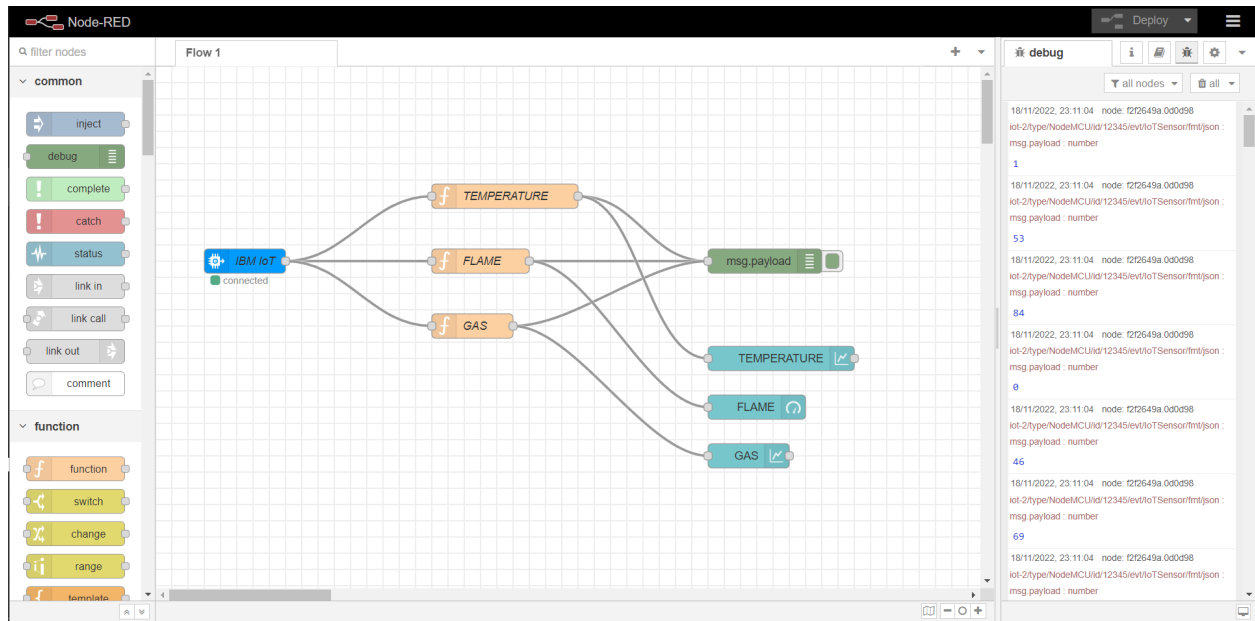 Node-RED
Deploy
filter nodes
Flow 1
debug
i
common
all nodes
all
inject
debug
complete
catch
status
link in
link call
link out
comment
function
function
switch
change
range
template
IBM IoT
connected
TEMPERATURE
FLAME
GAS
msg.payload
TEMPERATURE
FLAME
GAS
18/11/2022, 23:11:04 node: f2f2649a.0d0d98
iot-2/type/NodeMCU/id/12345/evt/IoTSensor/fmt/json :
msg.payload : number
1
18/11/2022, 23:11:04 node: f2f2649a.0d0d98
iot-2/type/NodeMCU/id/12345/evt/IoTSensor/fmt/json :
msg.payload : number
53
18/11/2022, 23:11:04 node: f2f2649a.0d0d98
iot-2/type/NodeMCU/id/12345/evt/IoTSensor/fmt/json :
msg.payload : number
84
18/11/2022, 23:11:04 node: f2f2649a.0d0d98
iot-2/type/NodeMCU/id/12345/evt/IoTSensor/fmt/json :
msg.payload : number
0
18/11/2022, 23:11:04 node: f2f2649a.0d0d98
iot-2/type/NodeMCU/id/12345/evt/IoTSensor/fmt/json :
msg.payload : number
46
18/11/2022, 23:11:04 node: f2f2649a.0d0d98
iot-2/type/NodeMCU/id/12345/evt/IoTSensor/fmt/json :
msg.payload : number
69
18/11/2022, 23:11:04 node: f2f2649a.0d0d98
iot-2/type/NodeMCU/id/12345/evt/IoTSensor/fmt/json :
msg.payload : number